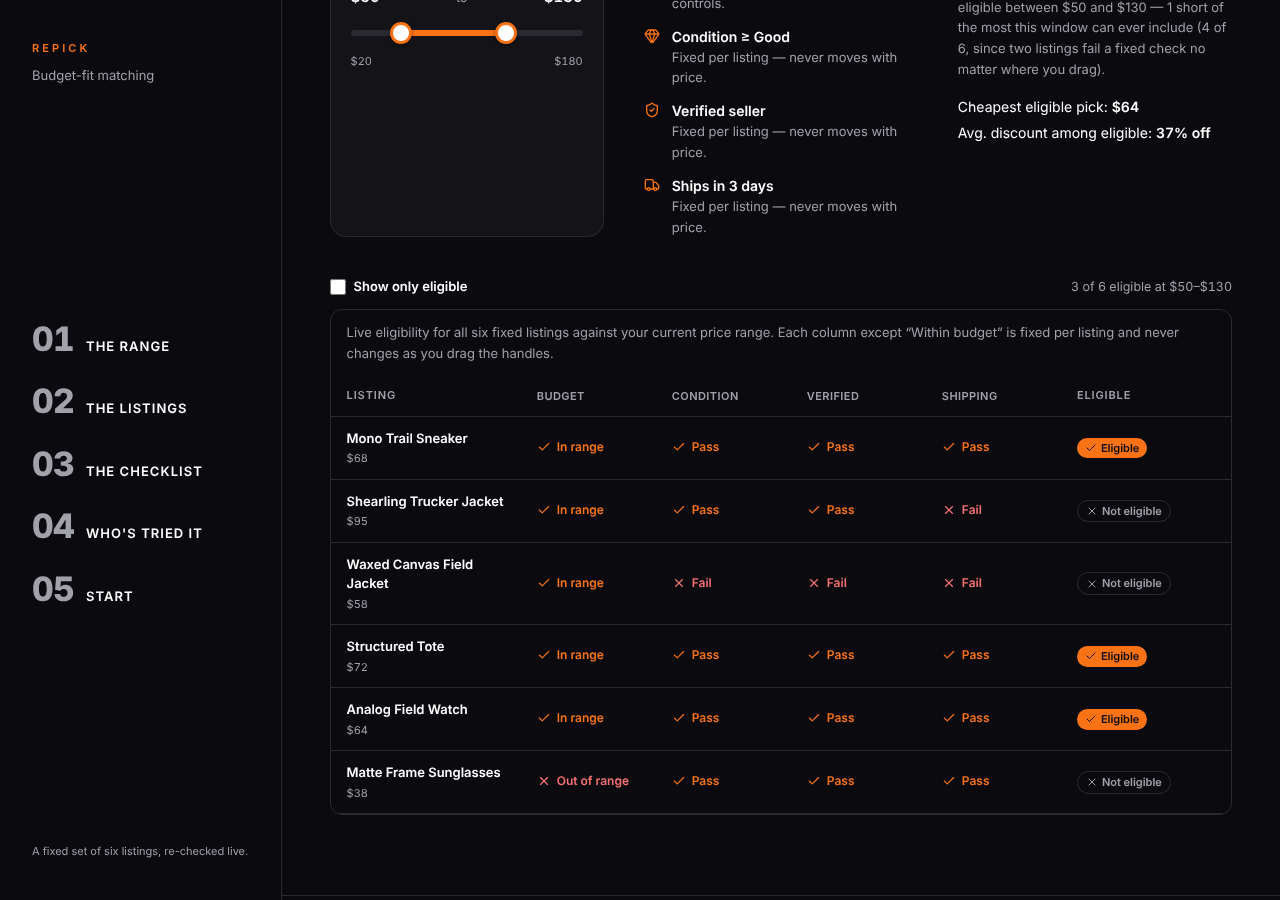 REPICK
Budget-fit matching
01 THE RANGE
02 THE LISTINGS
03 THE CHECKLIST
04 WHO'S TRIED IT
05 START
A fixed set of six listings, re-checked live.
to
$20 $180
controls.
Condition ≥ Good
Fixed per listing — never moves with
price.
Verified seller
Fixed per listing — never moves with
price.
Ships in 3 days
Fixed per listing — never moves with
price.
eligible between $50 and $130 — 1 short of
the most this window can ever include (4 of
6, since two listings fail a fixed check no
matter where you drag).
Cheapest eligible pick: $64
Avg. discount among eligible: 37% off
Show only eligible
3 of 6 eligible at $50–$130
Live eligibility for all six fixed listings against your current price range. Each column except “Within budget” is fixed per listing and never
changes as you drag the handles.
LISTING BUDGET CONDITION VERIFIED SHIPPING ELIGIBLE
Mono Trail Sneaker
$68
In range Pass Pass Pass Eligible
Shearling Trucker Jacket
$95
In range Pass Pass Fail Not eligible
Waxed Canvas Field
Jacket
$58
In range Fail Fail Fail Not eligible
Structured Tote
$72
In range Pass Pass Pass Eligible
Analog Field Watch
$64
In range Pass Pass Pass Eligible
Matte Frame Sunglasses
$38
Out of range Pass Pass Pass Not eligible